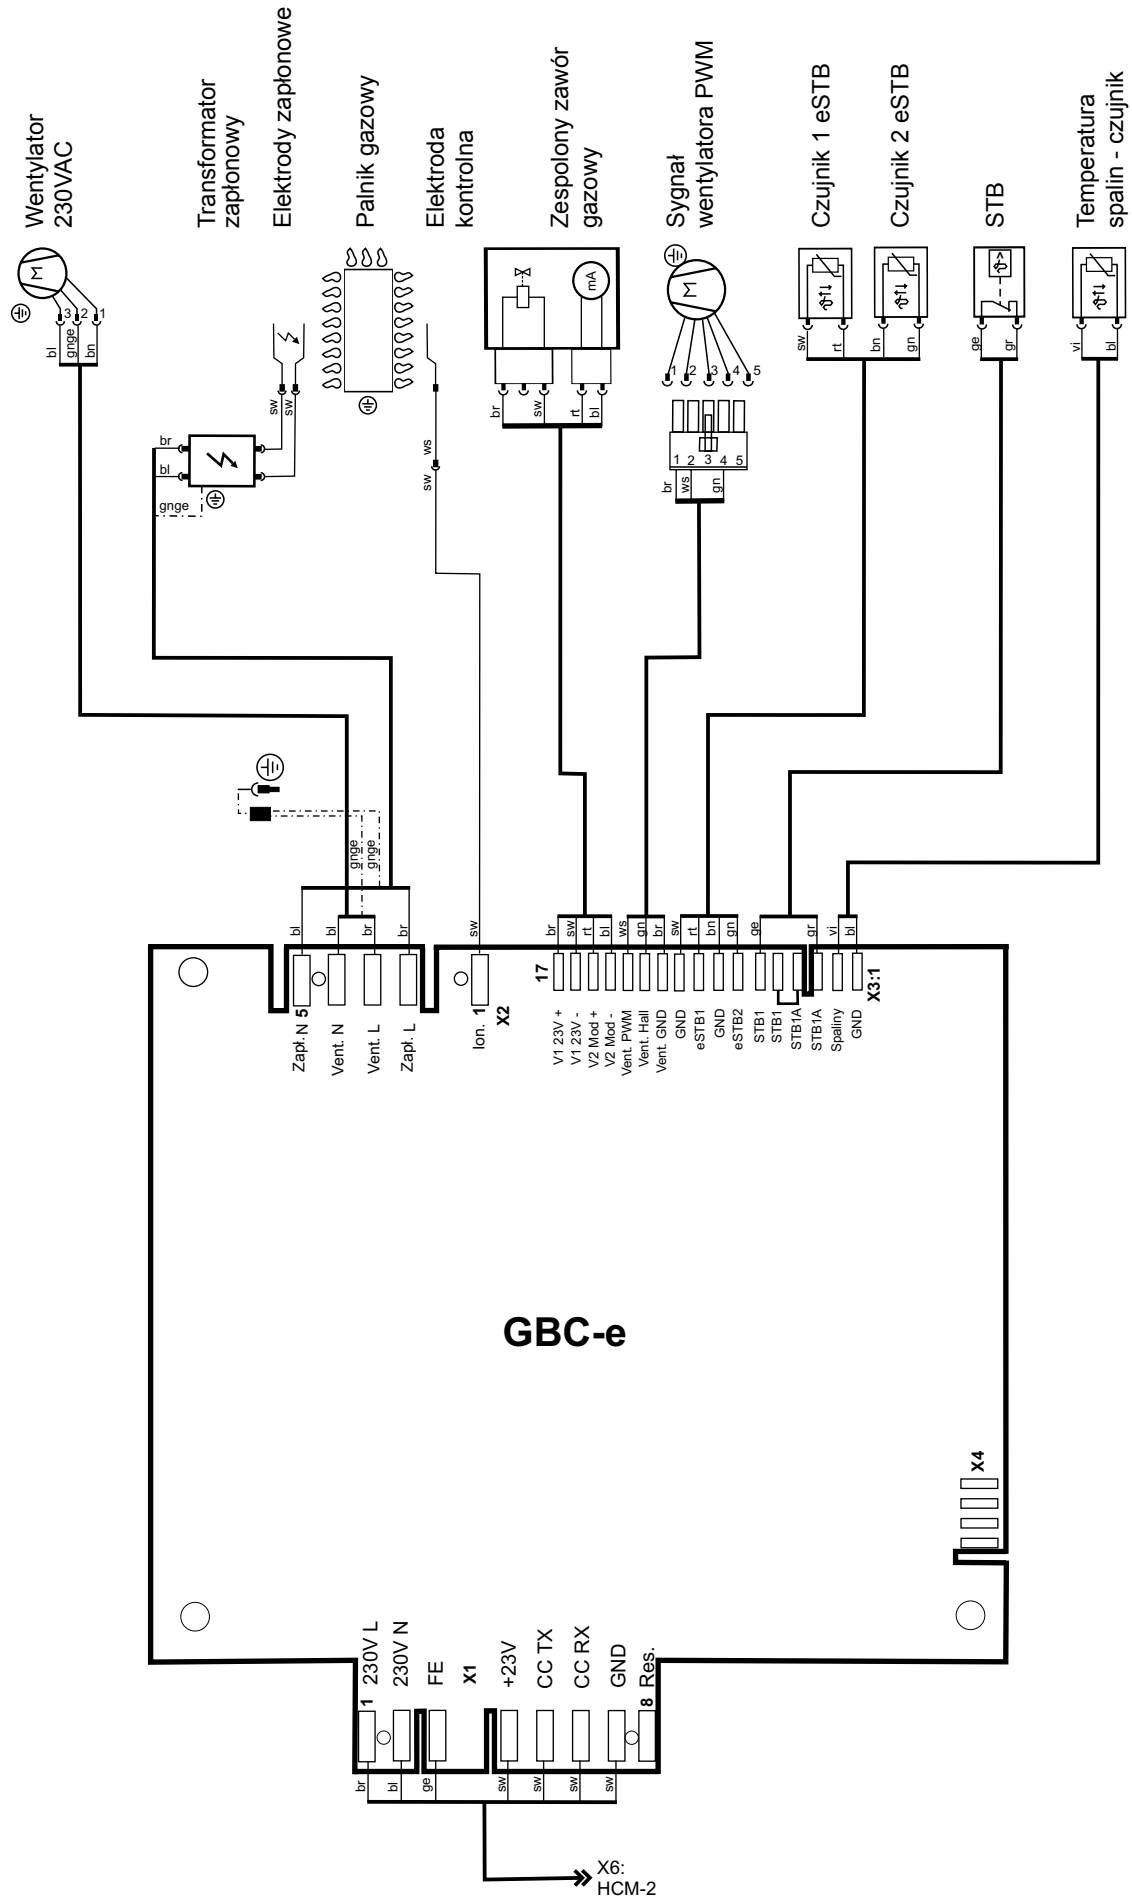 Wentylator
230VAC
Transformator
zapłonowy
Elektrody zapłonowe
Palnik gazowy
Elektroda
kontrolna
Zespolony zawór
gazowy
Sygnał
wentylatora PWM
Czujnik 1 eSTB
Czujnik 2 eSTB
STB
Temperatura
spalin - czujnik
M
3
2
1
bl
gnge
bn
sw
sw
br
bl
gnge
ws
sw
mA
br
sw
rt
bl
M
1
2
3
4
5
1
2
3
4
5
br
ws
gn
sw
rt
bn
gn
ge
gr
vi
bl
gnge
gnge
bl
bl
br
br
sw
br
sw
rt
bl
ws
gn
br
sw
rt
bn
gn
ge
gr
vi
bl
Zapł. N
5
Vent. N
Vent. L
Zapł. L
Ion.
1
X2
17
V1 23V +
V1 23V -
V2 Mod +
V2 Mod -
Vent. PWM
Vent. Hall
Vent. GND
GND
eSTB1
GND
eSTB2
STB1
STB1
STB1A
STB1A
Spaliny
GND
X3:1
GBC-e
X4
1
230V L
230V N
FE
X1
+23V
CC TX
CC RX
GND
8
Res.
br
bl
ge
sw
sw
sw
sw
X6:
HCM-2